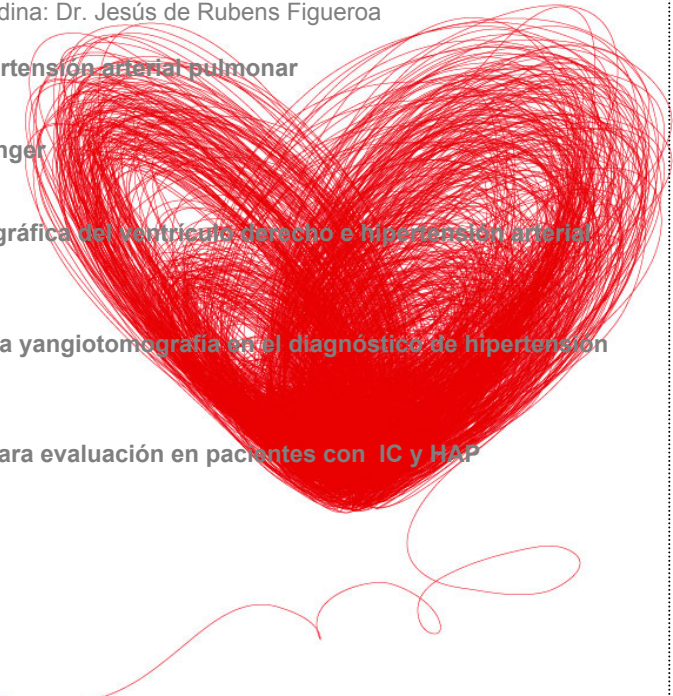 dina: Dr. Jesús de Rubens Figueroa
rtensión arterial pulmonar
nger
gráfica del ventrículo derecho e hipertensión arterial
a yangiotomografía en el diagnóstico de hipertensión
ara evaluación en pacientes con IC y HAP